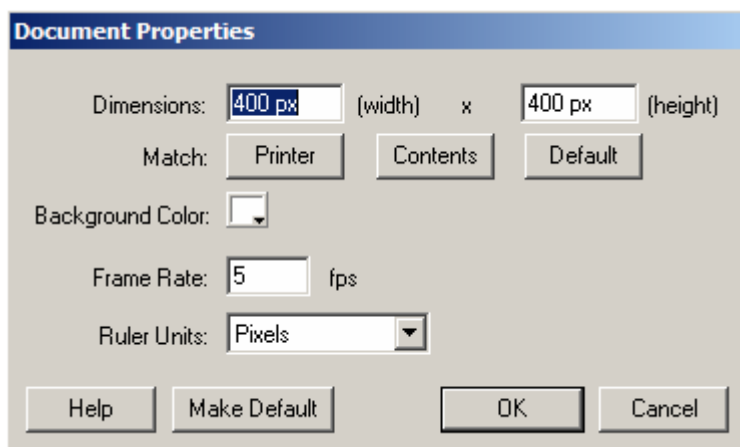 Document Properties
Dimensions: 400 px (width) x 400 px (height)
Match: Printer Contents Default
Background Color:
Frame Rate: 5 fps
Ruler Units: Pixels
Help Make Default OK Cancel